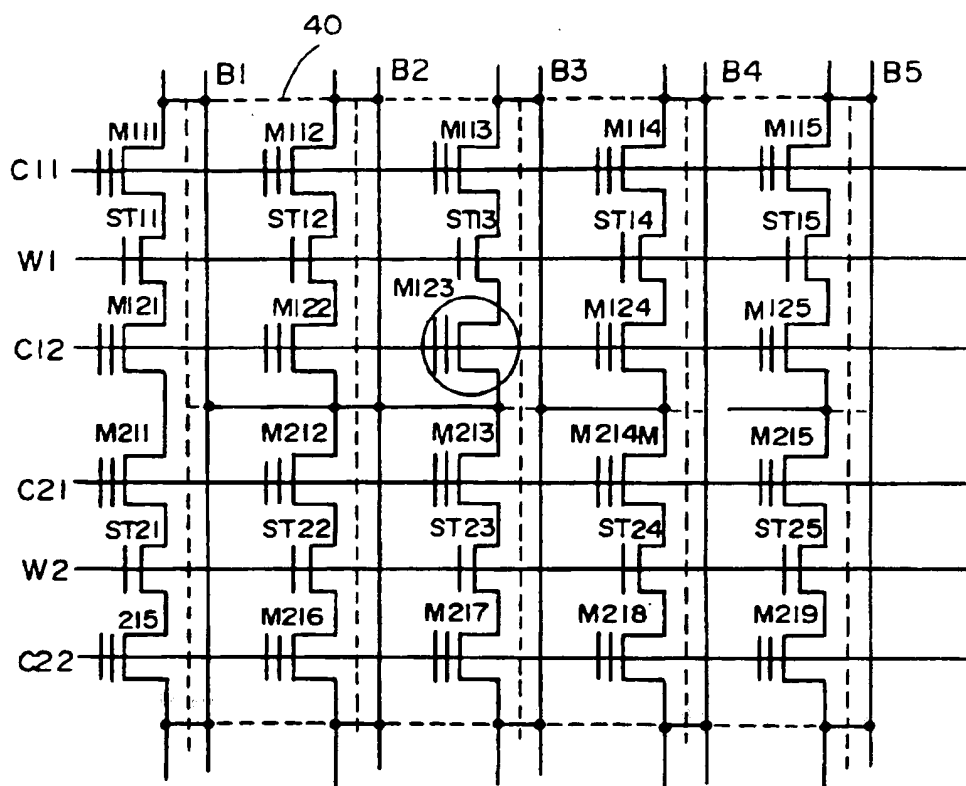 40
B1 B2 B3 B4 B5
M111 M112 M113 M114 M115
C11
ST11 ST12 ST13 ST14 ST15
W1
M123
M121 M122 M124 M125
C12
M211 M212 M213 M214M M215
C21
ST21 ST22 ST23 ST24 ST25
W2
215 M216 M217 M218 M219
C22